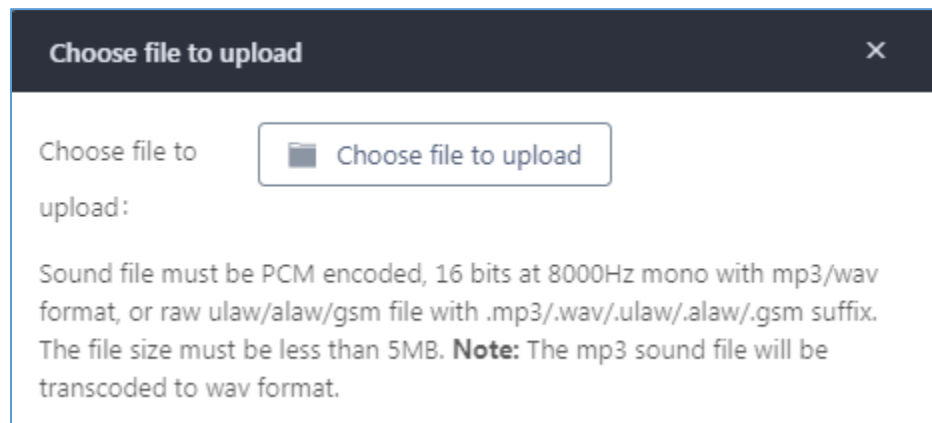 Choose file to upload
×
Choose file to
upload:
Choose file to upload
Sound file must be PCM encoded, 16 bits at 8000Hz mono with mp3/wav
format, or raw ulaw/alaw/gsm file with .mp3/.wav/.ulaw/.alaw/.gsm suffix.
The file size must be less than 5MB. Note: The mp3 sound file will be
transcoded to wav format.